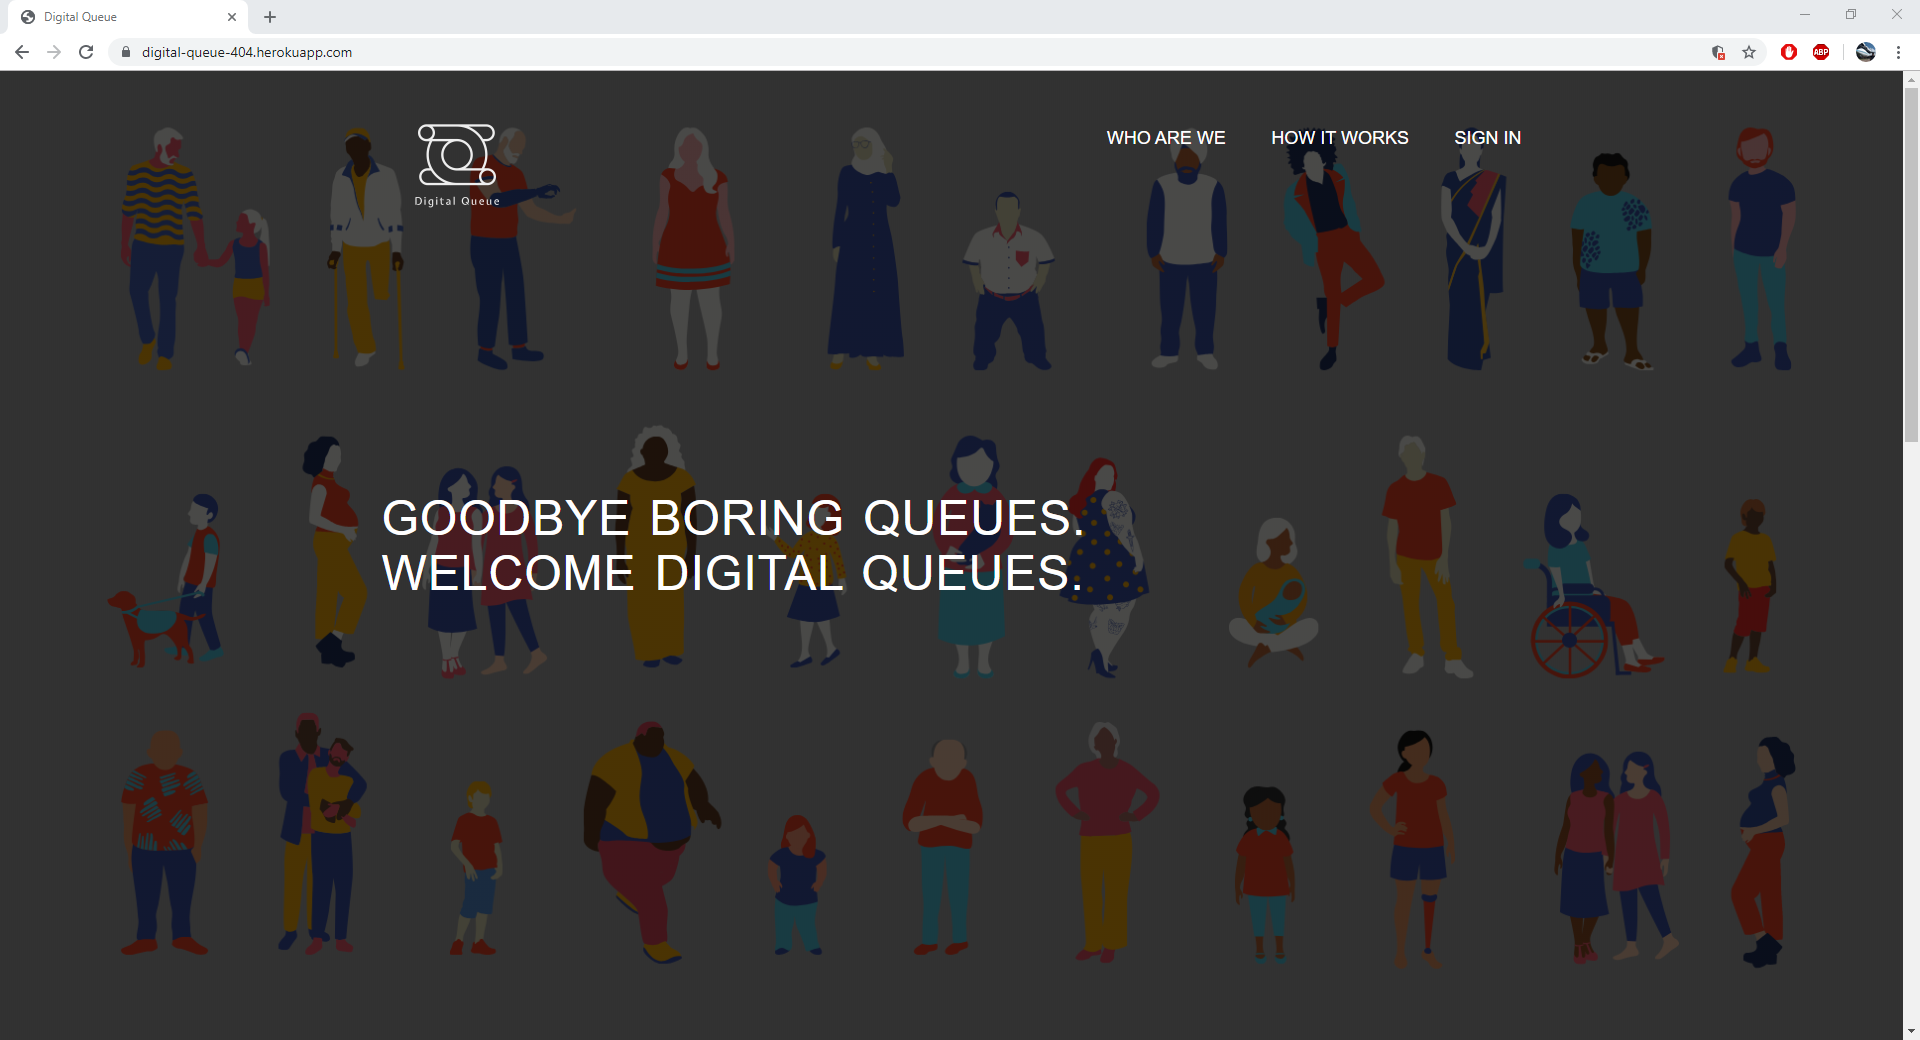 Digital Queue
digital-queue-404.herokuapp.com
ABP
Digital Queue
WHO ARE WE
HOW IT WORKS
SIGN IN
GOODBYE BORING QUEUES.
WELCOME DIGITAL QUEUES.